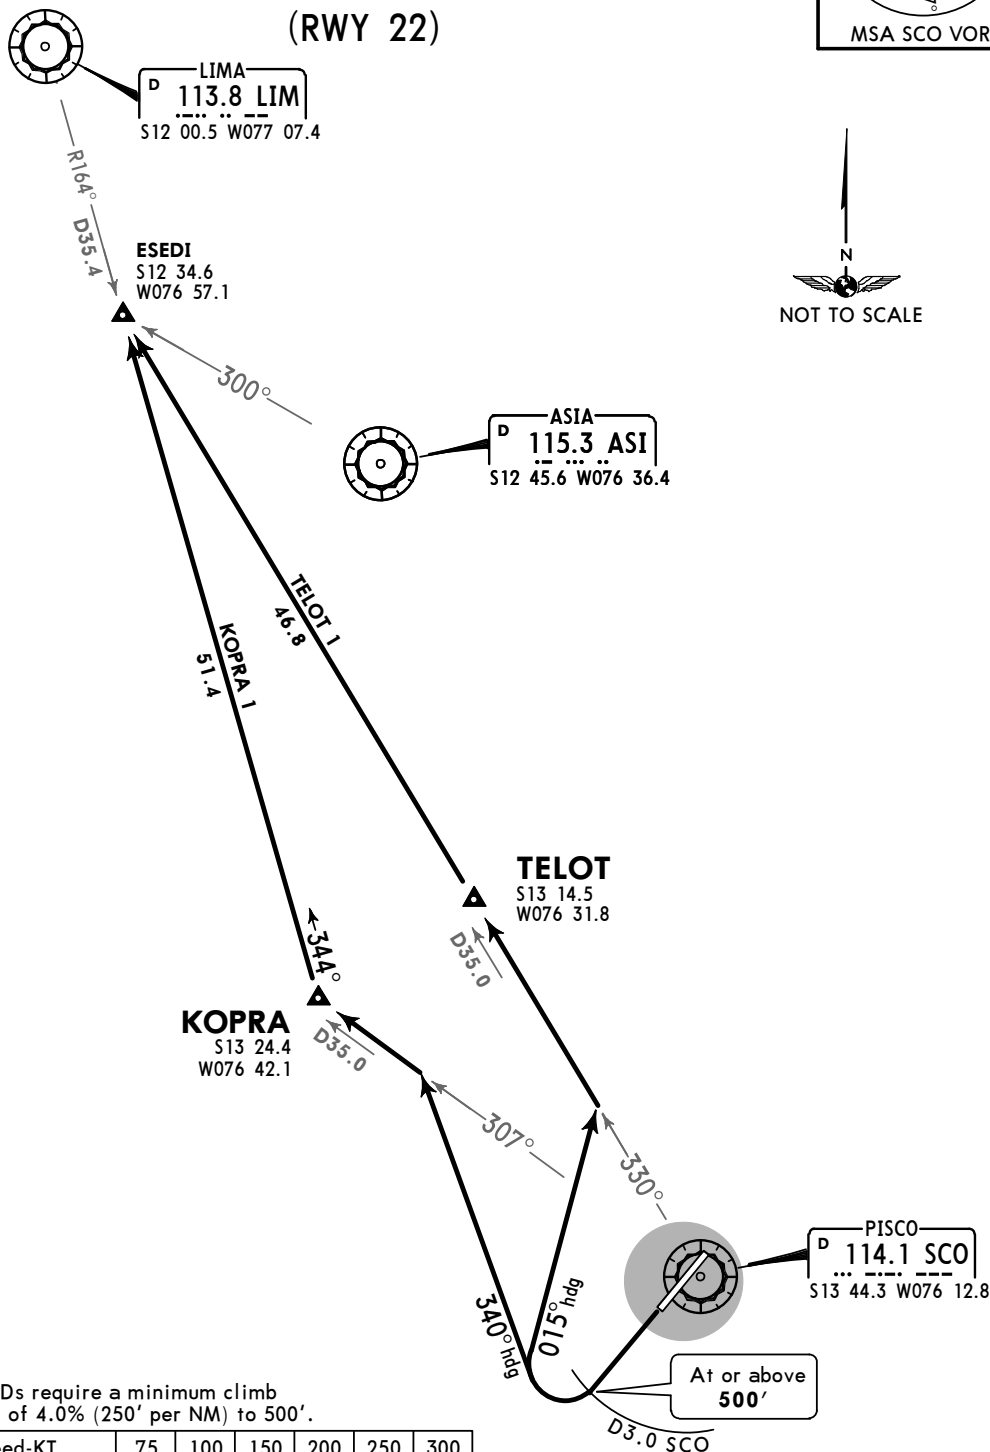 (RWY 22)
MSA SCO VOR
LIMA
D 113.8 LIM
S12 00.5 W077 07.4
R164°
D35.4
ESEDI
S12 34.6
W076 57.1
N
NOT TO SCALE
300°
ASIA
D 115.3 ASI
S12 45.6 W076 36.4
TELOT 1
46.8
KOPRA 1
51.4
TELOT
S13 14.5
W076 31.8
D35.0
344°
KOPRA
S13 24.4
W076 42.1
D35.0
307°
330°
PISCO
D 114.1 SCO
S13 44.3 W076 12.8
340° hdg
015° hdg
At or above
500'
D3.0 SCO
Ds require a minimum climb
of 4.0% (250' per NM) to 500'.
eed-KT 75 100 150 200 250 300